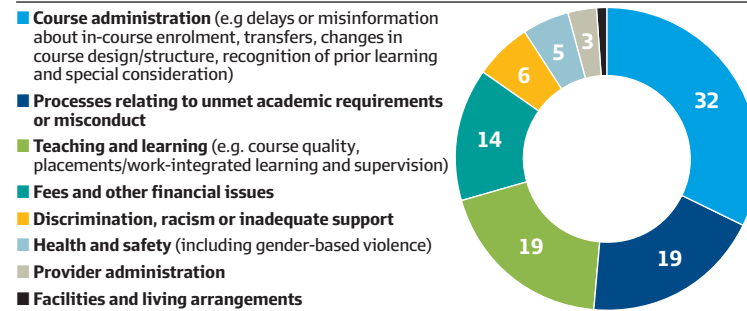 Course administration (e.g delays or misinformation
about in-course enrolment, transfers, changes in
course design/structure, recognition of prior learning
and special consideration)
Processes relating to unmet academic requirements
or misconduct
Teaching and learning (e.g. course quality,
placements/work-integrated learning and supervision)
Fees and other financial issues
Discrimination, racism or inadequate support
Health and safety (including gender-based violence)
Provider administration
Facilities and living arrangements
32
19
19
14
6
5
3